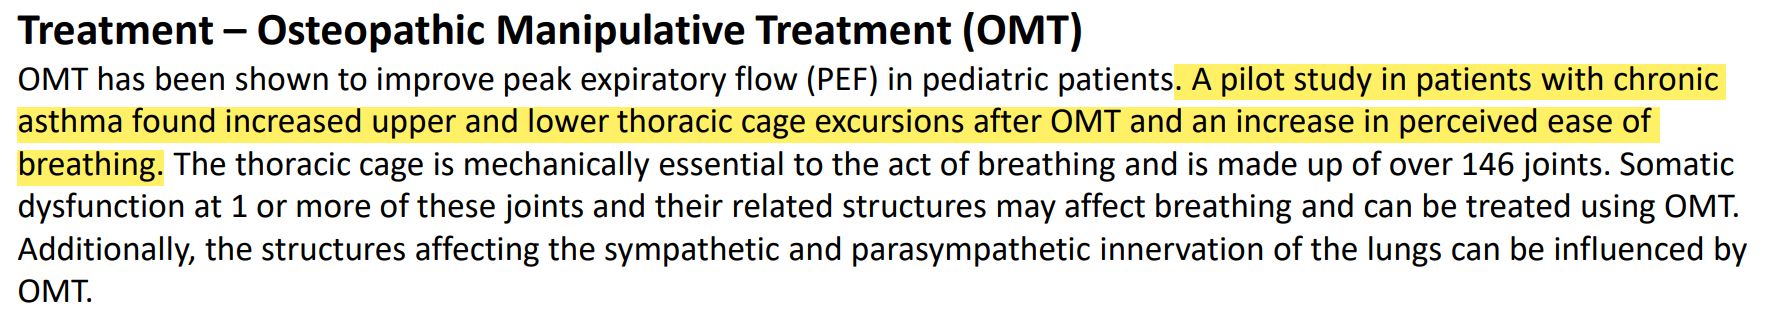 Treatment – Osteopathic Manipulative Treatment (OMT)
OMT has been shown to improve peak expiratory flow (PEF) in pediatric patients. A pilot study in patients with chronic
asthma found increased upper and lower thoracic cage excursions after OMT and an increase in perceived ease of
breathing. The thoracic cage is mechanically essential to the act of breathing and is made up of over 146 joints. Somatic
dysfunction at 1 or more of these joints and their related structures may affect breathing and can be treated using OMT.
Additionally, the structures affecting the sympathetic and parasympathetic innervation of the lungs can be influenced by
OMT.